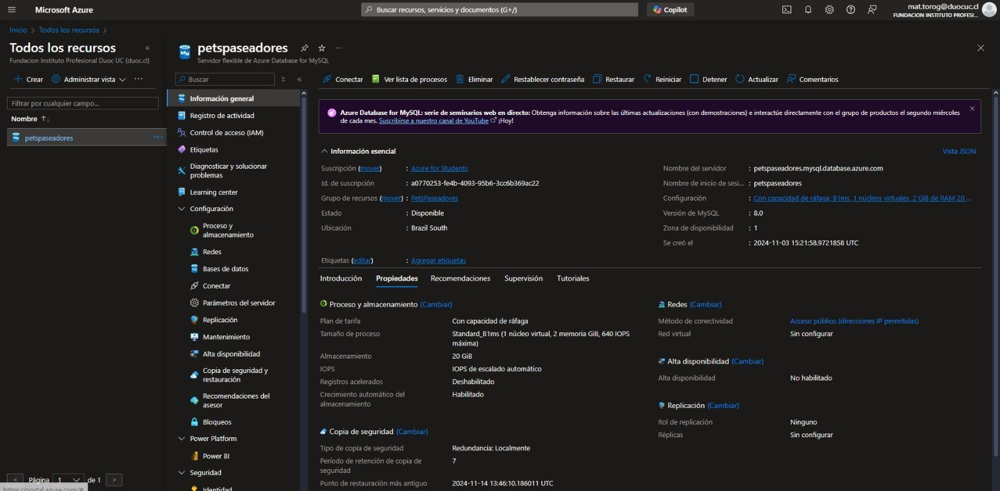 Microsoft Azure
Buscar recursos, servicios y documentos (G+/)
Copilot
mat.torog@duocuc.cl
FUNDACION INSTITUTO PROFESI...
Inicio > Todos los recursos >
Todos los recursos
Fundacion Instituto Profesional Duoc UC (duoc.cl)
Crear
Administrar vista
...
Filtrar por cualquier campo...
Nombre
petspaseadores
...
Página 1 de 1
https://portal.azure.com/#
petspaseadores
...
Servidor flexible de Azure Database for MySQL
Buscar
Información general
Registro de actividad
Control de acceso (IAM)
Etiquetas
Diagnosticar y solucionar
problemas
Learning center
Configuración
Proceso y
almacenamiento
Redes
Bases de datos
Conectar
Parámetros del servidor
Replicación
Mantenimiento
Alta disponibilidad
Copia de seguridad y
restauración
Recomendaciones del
asesor
Bloqueos
Power Platform
Power BI
Seguridad
Identidad
Conectar
Ver lista de procesos
Eliminar
Restablecer contraseña
Restaurar
Reiniciar
Detener
Actualizar
Comentarios
Azure Database for MySQL: serie de seminarios web en directo: Obtenga información sobre las últimas actualizaciones (con demostraciones) e interactúe directamente con el grupo de productos el segundo miércoles
de cada mes. Suscribirse a nuestro canal de YouTube ¡Hoy!
Información esencial
Vista JSON
Suscripción (mover) : Azure for Students
Id. de suscripción : a0770253-fe4b-4093-95b6-3cc6b369ac22
Grupo de recursos (mover) : PetsPaseadores
Estado : Disponible
Ubicación : Brazil South
Nombre del servidor : petspaseadores.mysql.database.azure.com
Nombre de inicio de sesi... : petspaseadores
Configuración : Con capacidad de ráfaga, B1ms, 1 núcleos virtuales, 2 GiB de RAM 20 ...
Versión de MySQL : 8.0
Zona de disponibilidad : 1
Se creó el : 2024-11-03 15:21:58.9721858 UTC
Etiquetas (editar) : Agregar etiquetas
Introducción
Propiedades
Recomendaciones
Supervisión
Tutoriales
Proceso y almacenamiento (Cambiar)
Plan de tarifa Con capacidad de ráfaga
Tamaño de proceso Standard_B1ms (1 núcleo virtual, 2 memoria GiB, 640 IOPS
máxima)
Almacenamiento 20 GiB
IOPS IOPS de escalado automático
Registros acelerados Deshabilitado
Crecimiento automático del Habilitado
almacenamiento
Copia de seguridad (Cambiar)
Tipo de copia de seguridad Redundancia: Localmente
Período de retención de copia de 7
seguridad
Punto de restauración más antiguo 2024-11-14 13:46:10.186011 UTC
Redes (Cambiar)
Método de conectividad Acceso público (direcciones IP permitidas)
Red virtual Sin configurar
Alta disponibilidad (Cambiar)
Alta disponibilidad No habilitado
Replicación (Cambiar)
Rol de replicación Ninguno
Réplicas Sin configurar